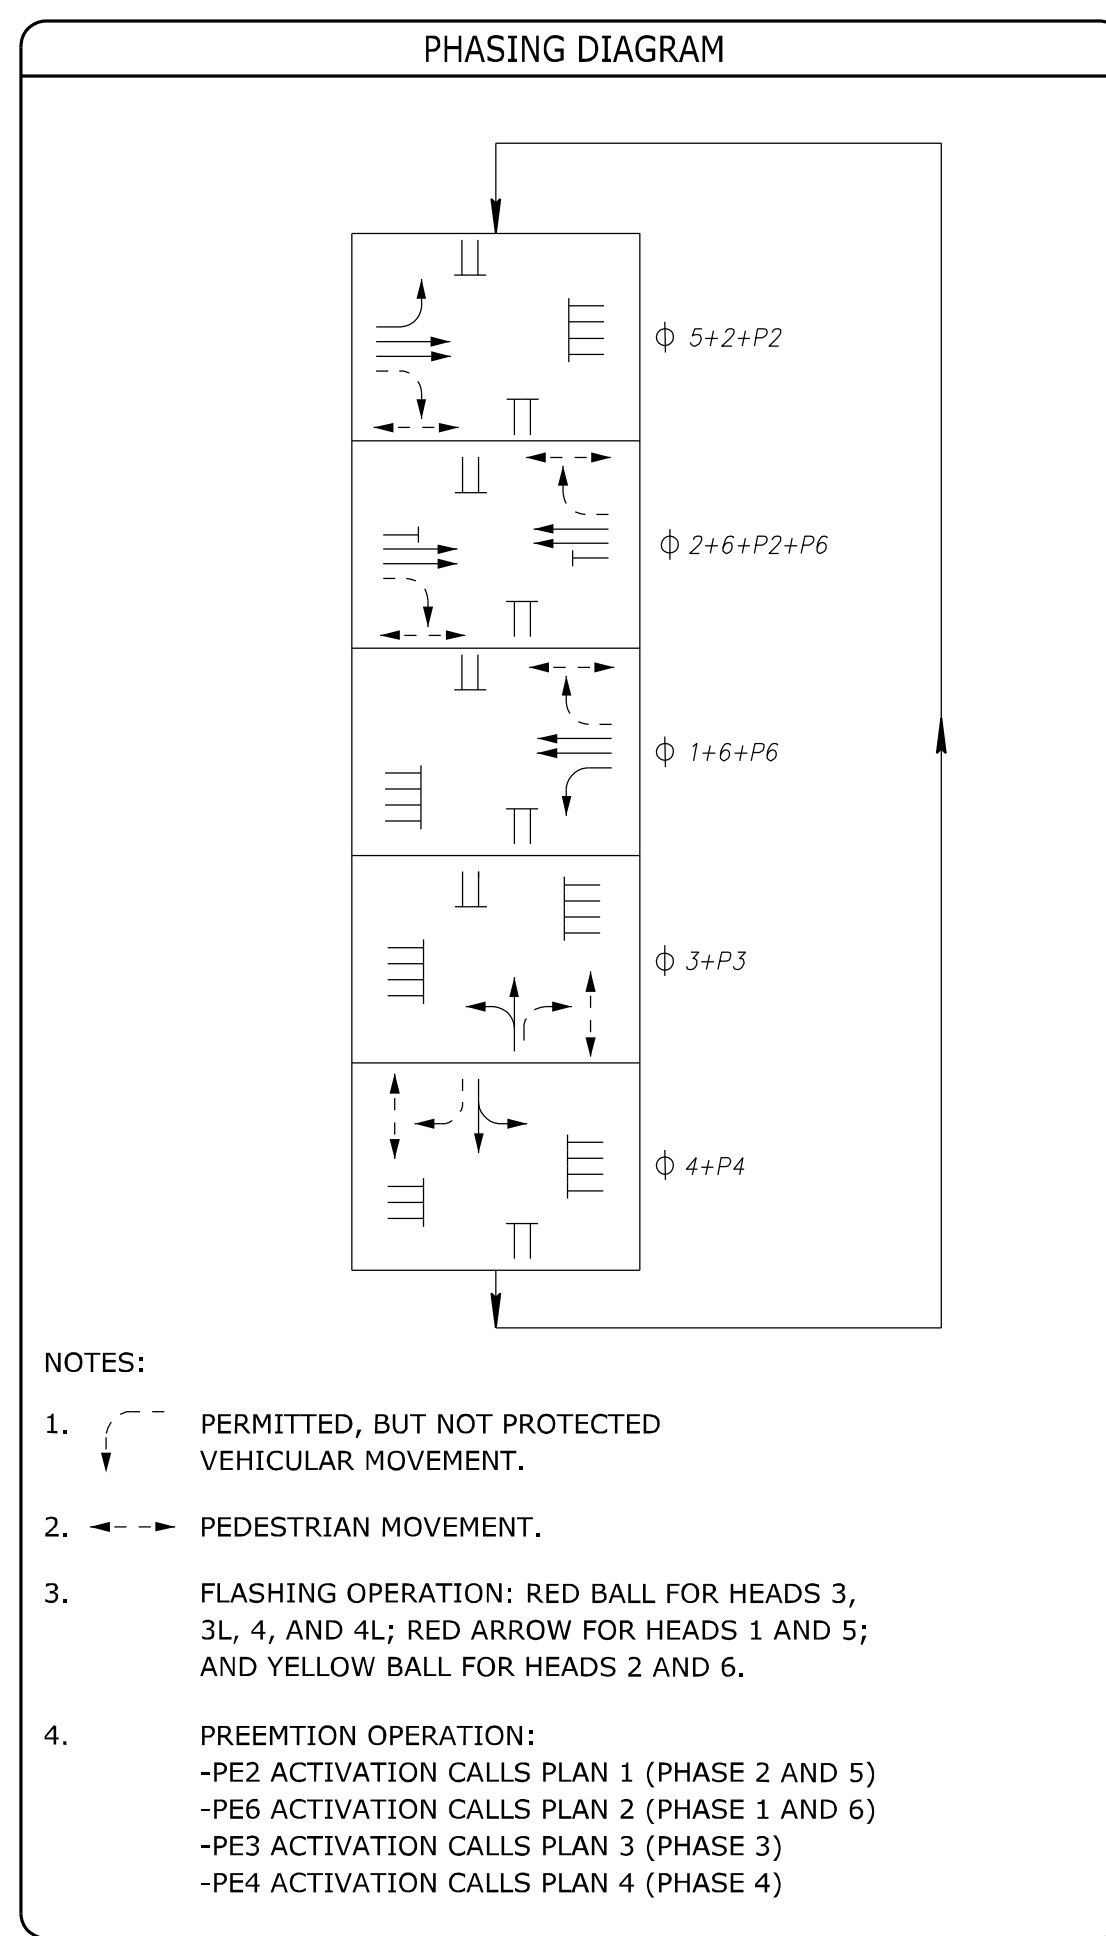 PHASING DIAGRAM
ϕ 5+2+P2
ϕ 2+6+P2+P6
ϕ 1+6+P6
ϕ 3+P3
ϕ 4+P4
NOTES:
1. PERMITTED, BUT NOT PROTECTED
VEHICULAR MOVEMENT.
2. PEDESTRIAN MOVEMENT.
3. FLASHING OPERATION: RED BALL FOR HEADS 3,
3L, 4, AND 4L; RED ARROW FOR HEADS 1 AND 5;
AND YELLOW BALL FOR HEADS 2 AND 6.
4. PREEMTION OPERATION:
-PE2 ACTIVATION CALLS PLAN 1 (PHASE 2 AND 5)
-PE6 ACTIVATION CALLS PLAN 2 (PHASE 1 AND 6)
-PE3 ACTIVATION CALLS PLAN 3 (PHASE 3)
-PE4 ACTIVATION CALLS PLAN 4 (PHASE 4)